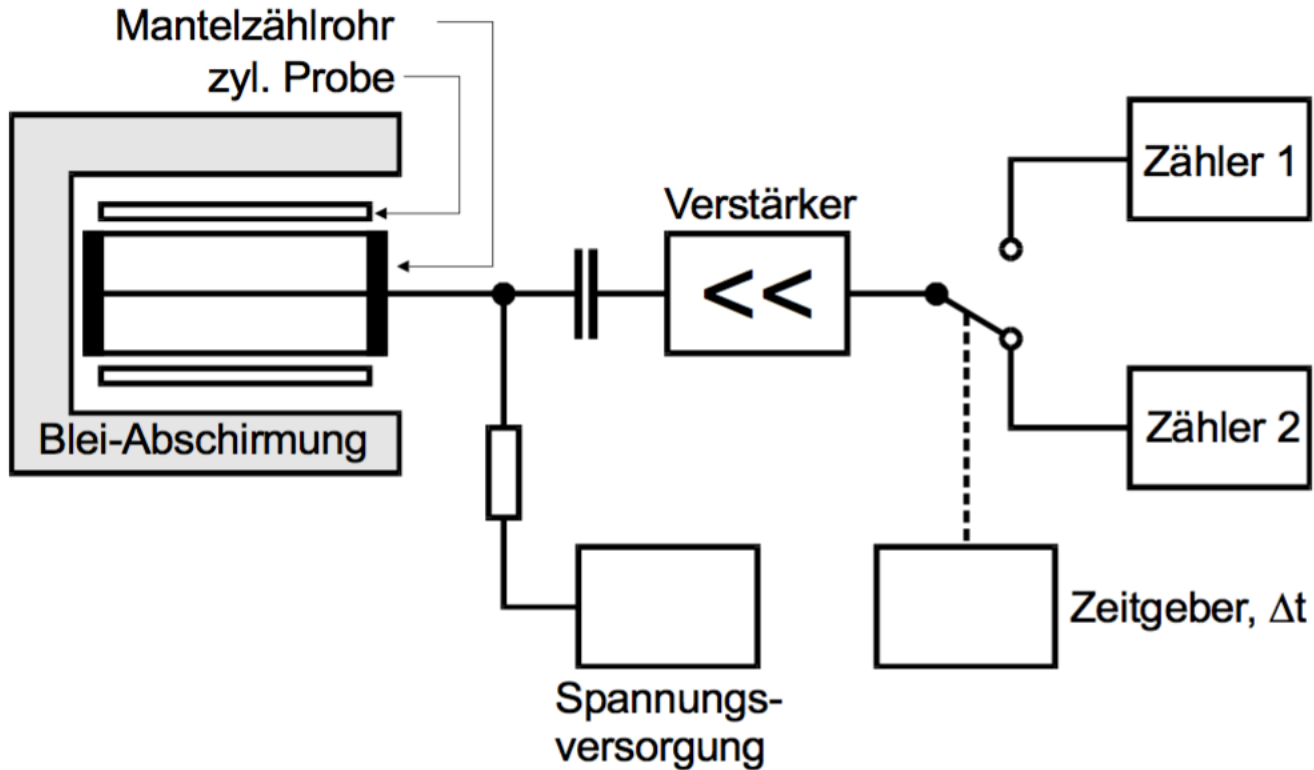 Mantelzählrohr
zyl. Probe
Zähler 1
Verstärker
<<
Blei-Abschirmung
Zähler 2
Zeitgeber, Δt
Spannungs-
versorgung